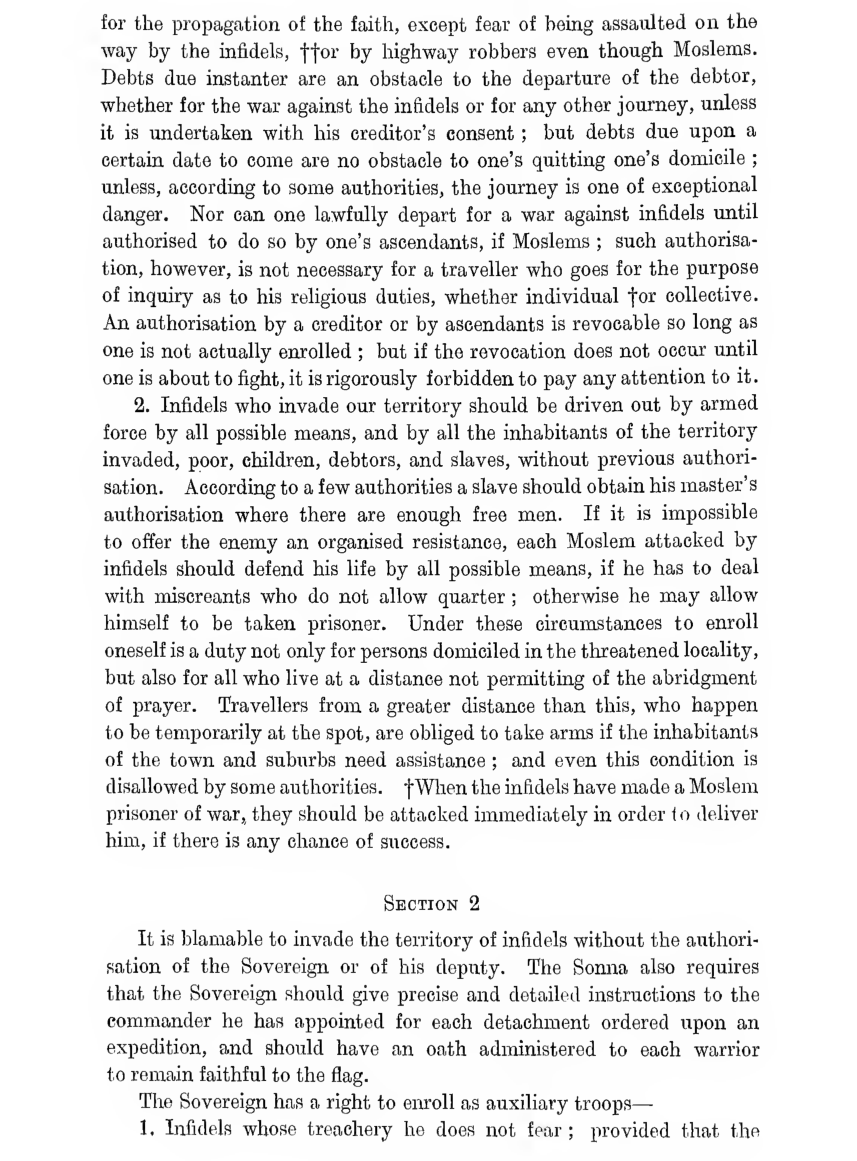 for the propagation of the faith, except fear of being assaulted on the
way by the infidels, ††or by highway robbers even though Moslems.
Debts due instanter are an obstacle to the departure of the debtor,
whether for the war against the infidels or for any other journey, unless
it is undertaken with his creditor's consent ; but debts due upon a
certain date to come are no obstacle to one's quitting one's domicile ;
unless, according to some authorities, the journey is one of exceptional
danger. Nor can one lawfully depart for a war against infidels until
authorised to do so by one's ascendants, if Moslems ; such authorisa-
tion, however, is not necessary for a traveller who goes for the purpose
of inquiry as to his religious duties, whether individual †or collective.
An authorisation by a creditor or by ascendants is revocable so long as
one is not actually enrolled ; but if the revocation does not occur until
one is about to fight, it is rigorously forbidden to pay any attention to it.
2. Infidels who invade our territory should be driven out by armed
force by all possible means, and by all the inhabitants of the territory
invaded, poor, children, debtors, and slaves, without previous authori-
sation. According to a few authorities a slave should obtain his master's
authorisation where there are enough free men. If it is impossible
to offer the enemy an organised resistance, each Moslem attacked by
infidels should defend his life by all possible means, if he has to deal
with miscreants who do not allow quarter ; otherwise he may allow
himself to be taken prisoner. Under these circumstances to enroll
oneself is a duty not only for persons domiciled in the threatened locality,
but also for all who live at a distance not permitting of the abridgment
of prayer. Travellers from a greater distance than this, who happen
to be temporarily at the spot, are obliged to take arms if the inhabitants
of the town and suburbs need assistance ; and even this condition is
disallowed by some authorities. †When the infidels have made a Moslem
prisoner of war, they should be attacked immediately in order to deliver
him, if there is any chance of success.
SECTION 2
It is blamable to invade the territory of infidels without the authori-
sation of the Sovereign or of his deputy. The Sonna also requires
that the Sovereign should give precise and detailed instructions to the
commander he has appointed for each detachment ordered upon an
expedition, and should have an oath administered to each warrior
to remain faithful to the flag.
The Sovereign has a right to enroll as auxiliary troops—
1. Infidels whose treachery he does not fear ; provided that the